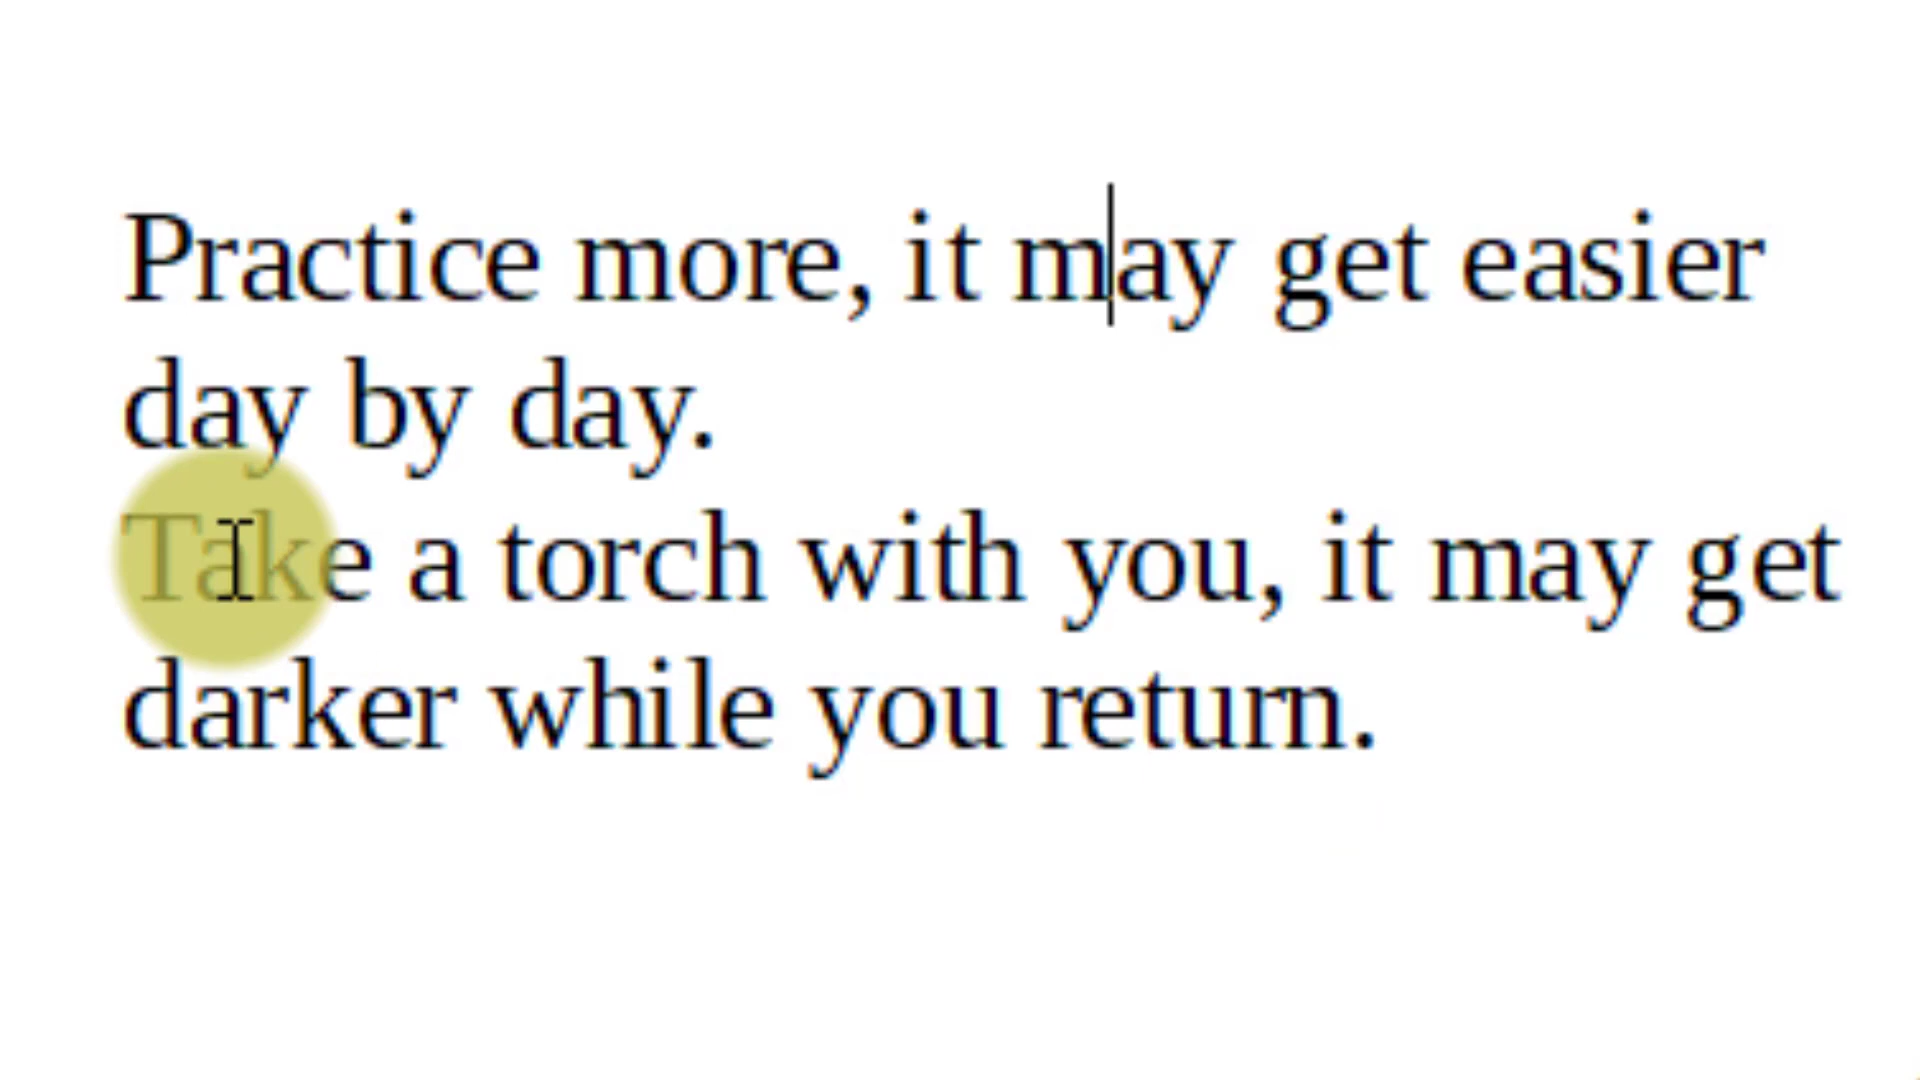 Practice more, it may get easier
day by day.
Take a torch with you, it may get
darker while you return.